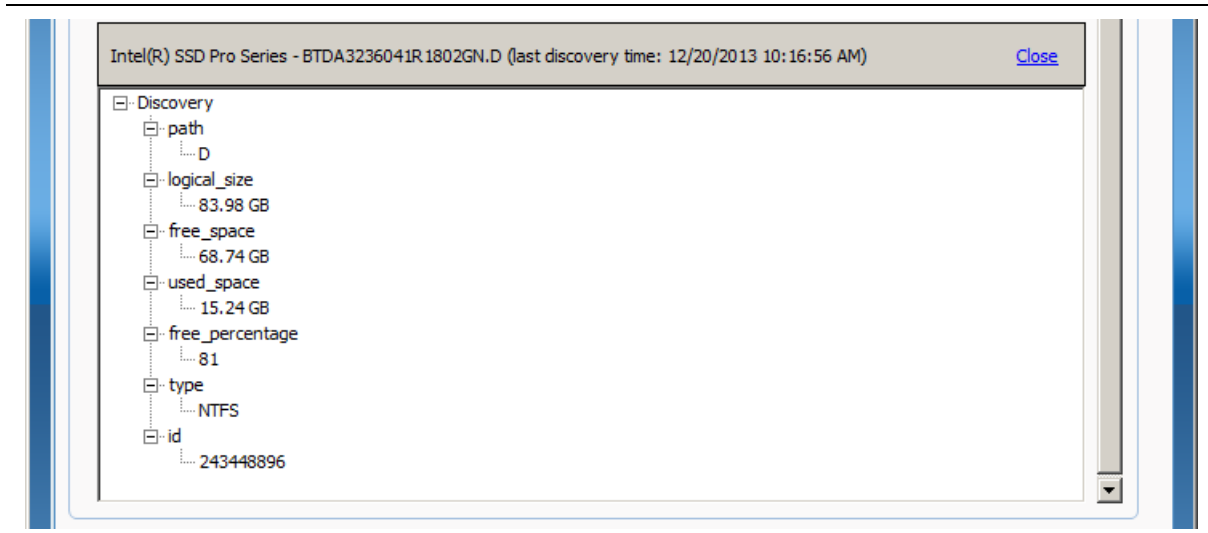 Intel(R) SSD Pro Series - BTDA3236041R1802GN.D (last discovery time: 12/20/2013 10:16:56 AM) Close
Discovery
path
D
logical_size
83.98 GB
free_space
68.74 GB
used_space
15.24 GB
free_percentage
81
type
NTFS
id
243448896